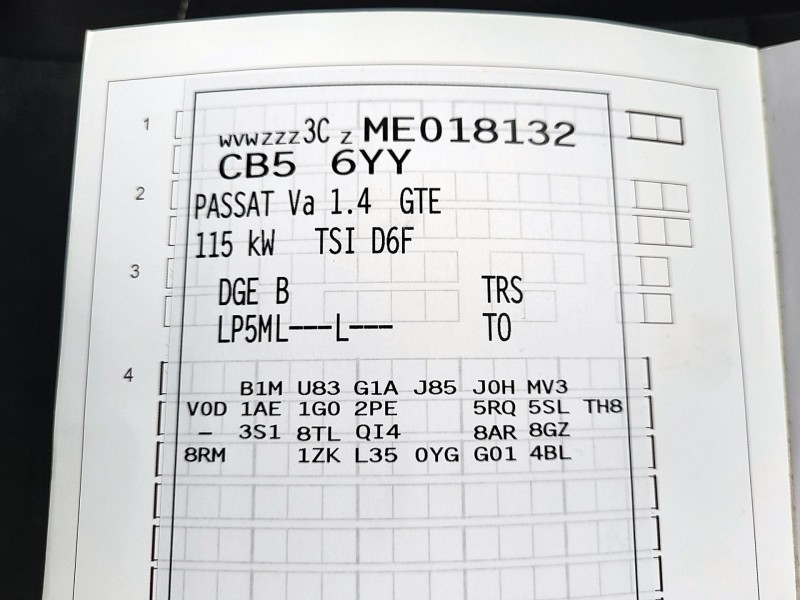 1
WVWZZZ3C Z ME018132
CB5 6YY
2
PASSAT Va 1.4 GTE
115 kW TSI D6F
3
DGE B TRS
LP5ML---L--- T0
4
B1M U83 G1A J85 J0H MV3
V0D 1AE 1G0 2PE 5RQ 5SL TH8
– 3S1 8TL QI4 8AR 8GZ
8RM 1ZK L35 0YG G01 4BL